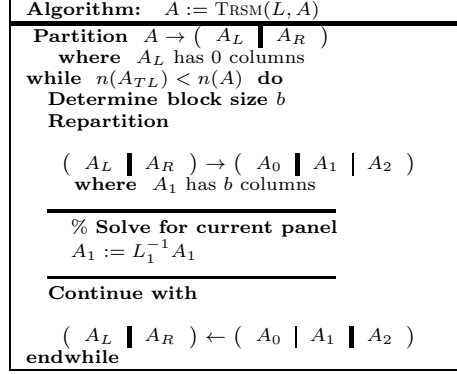 Algorithm: A := TRSM(L, A)
Partition A → ( A_L | A_R )
where A_L has 0 columns
while n(A_{TL}) < n(A) do
Determine block size b
Repartition
( A_L | A_R ) → ( A_0 | A_1 | A_2 )
where A_1 has b columns
% Solve for current panel
A_1 := L_1^{-1} A_1
Continue with
( A_L | A_R ) ← ( A_0 | A_1 | A_2 )
endwhile